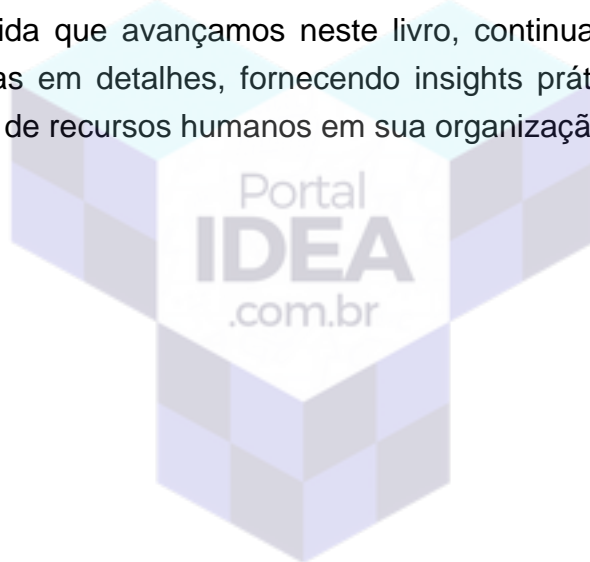 ida que avançamos neste livro, continua
as em detalhes, fornecendo insights prát
de recursos humanos em sua organizaçã
Portal
IDEA
.com.br